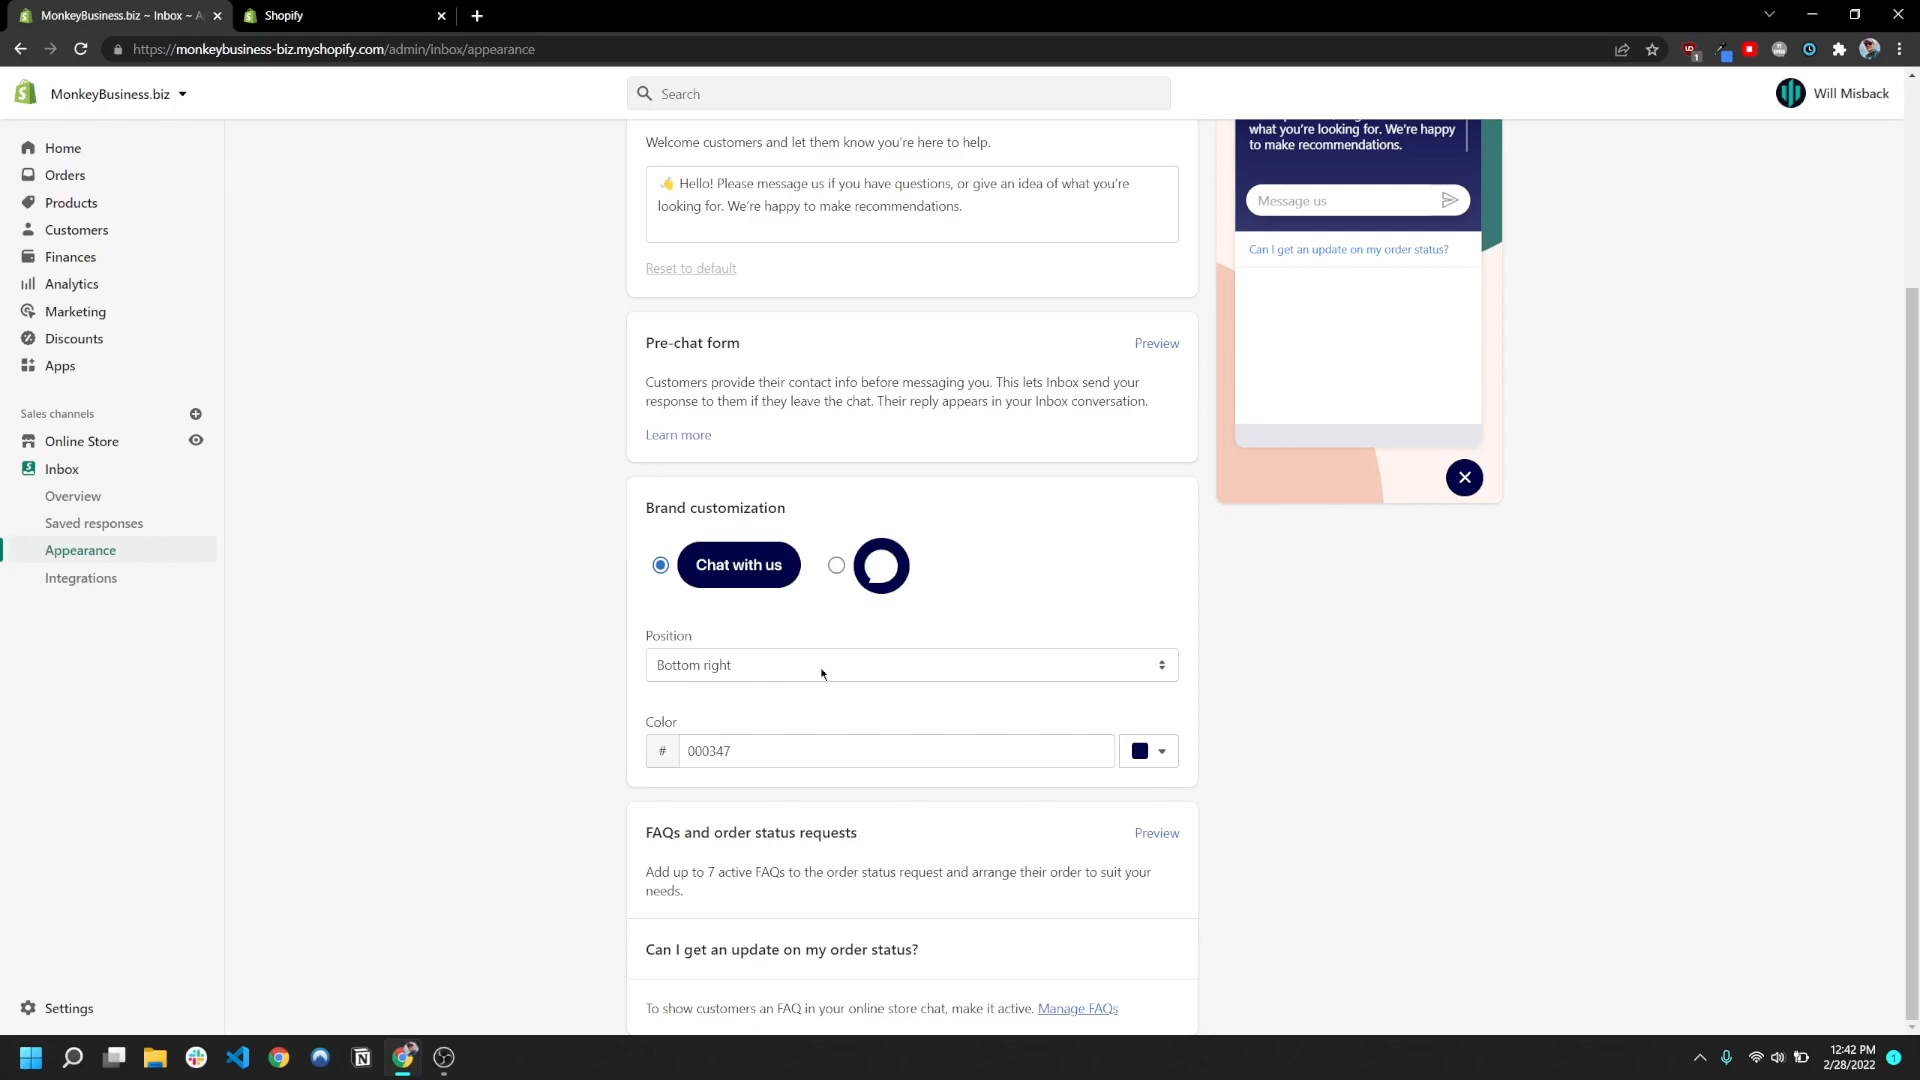 MonkeyBusiness.biz ~ Inbox ~ A
Shopify
https://monkeybusiness-biz.myshopify.com/admin/inbox/appearance
MonkeyBusiness.biz
Search
Will Misback
Home
Orders
Products
Customers
Finances
Analytics
Marketing
Discounts
Apps
Sales channels
Online Store
Inbox
Overview
Saved responses
Appearance
Integrations
Settings
Welcome customers and let them know you're here to help.
👋 Hello! Please message us if you have questions, or give an idea of what you're
looking for. We're happy to make recommendations.
Reset to default
Pre-chat form
Preview
Customers provide their contact info before messaging you. This lets Inbox send your
response to them if they leave the chat. Their reply appears in your Inbox conversation.
Learn more
Brand customization
Chat with us
Position
Bottom right
Color
# 000347
FAQs and order status requests
Preview
Add up to 7 active FAQs to the order status request and arrange their order to suit your
needs.
Can I get an update on my order status?
To show customers an FAQ in your online store chat, make it active. Manage FAQs
what you're looking for. We're happy
to make recommendations.
Message us
Can I get an update on my order status?
12:42 PM
2/28/2022
1